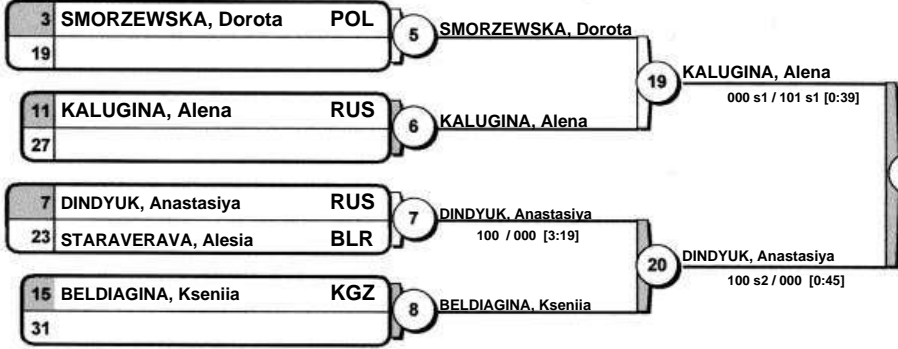 3 SMORZEWSKA, Dorota POL
19
5
SMORZEWSKA, Dorota
11 KALUGINA, Alena RUS
27
6
KALUGINA, Alena
19
KALUGINA, Alena
000 s1 / 101 s1 [0:39]
7 DINDYUK, Anastasiya RUS
23 STARAVERAVA, Alesia BLR
7
DINDYUK, Anastasiya
100 / 000 [3:19]
15 BELDIAGINA, Kseniia KGZ
31
8
BELDIAGINA, Kseniia
20
DINDYUK, Anastasiya
100 s2 / 000 [0:45]